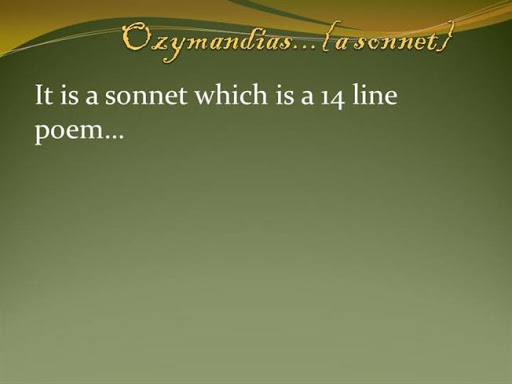 Ozymandias...{a sonnet}
It is a sonnet which is a 14 line
poem...